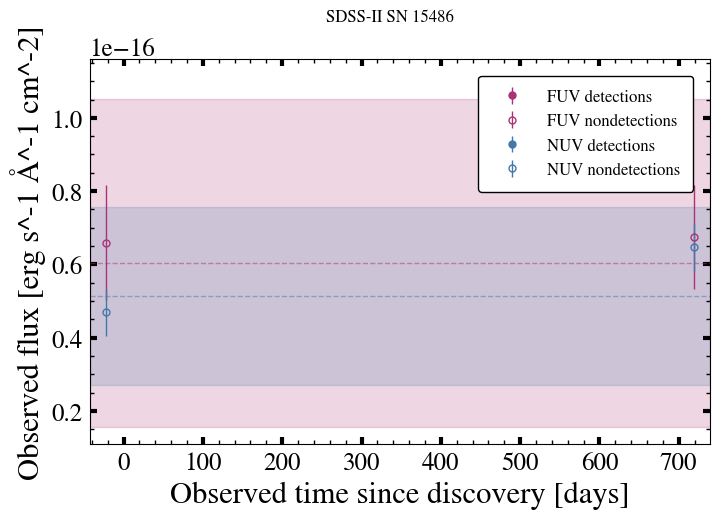 SDSS-II SN 15486
1e−16
Observed flux [erg s^-1 Å^-1 cm^-2]
1.0
0.8
0.6
0.4
0.2
FUV detections
FUV nondetections
NUV detections
NUV nondetections
0 100 200 300 400 500 600 700
Observed time since discovery [days]